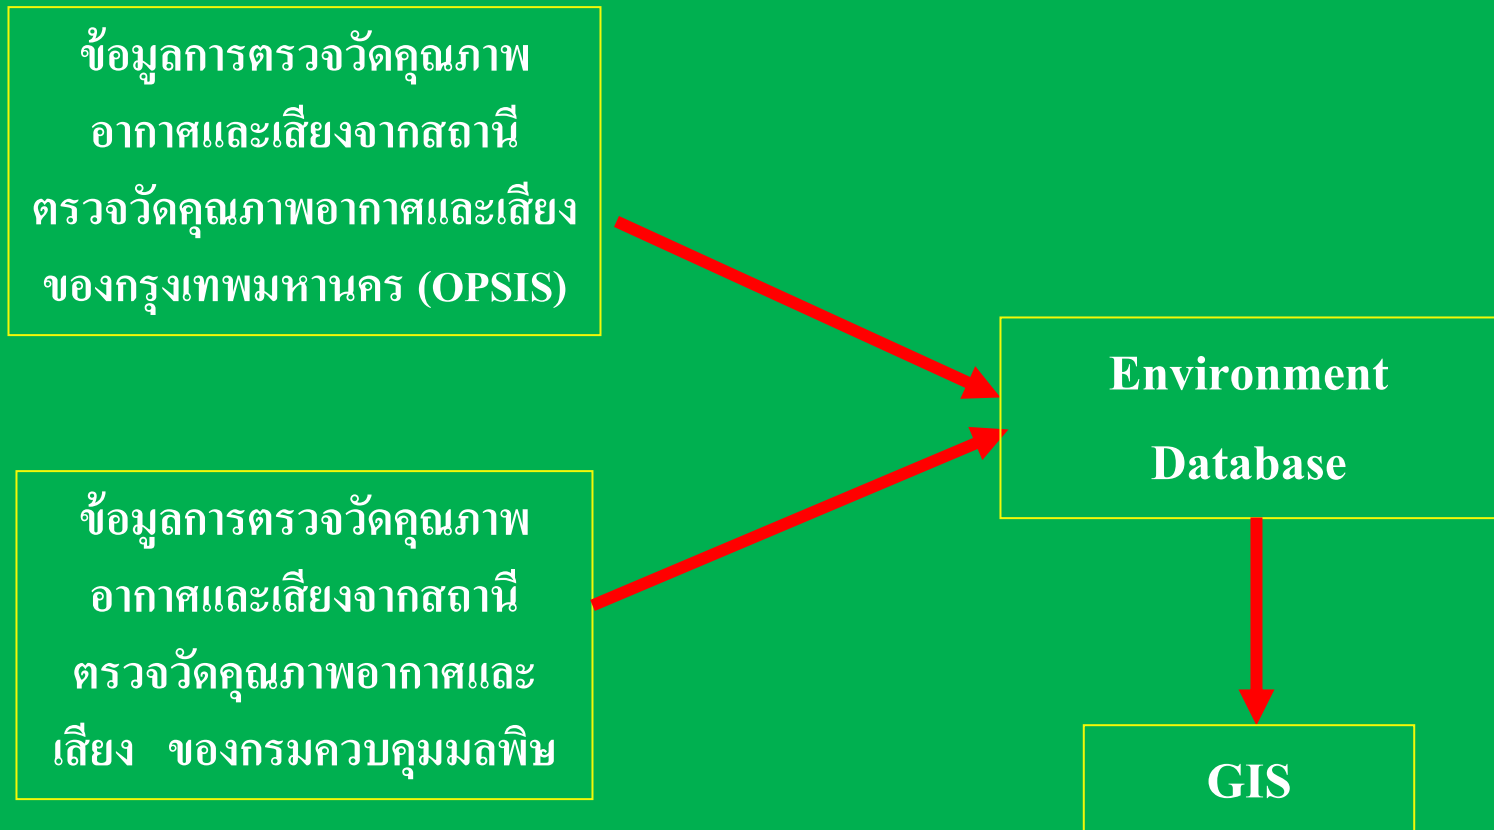 ข้อมูลการตรวจวัดคุณภาพ
อากาศและเสียงจากสถานี
ตรวจวัดคุณภาพอากาศและเสียง
ของกรุงเทพมหานคร (OPSIS)
Environment
Database
ข้อมูลการตรวจวัดคุณภาพ
อากาศและเสียงจากสถานี
ตรวจวัดคุณภาพอากาศและ
เสียง ของกรมควบคุมมลพิษ
GIS